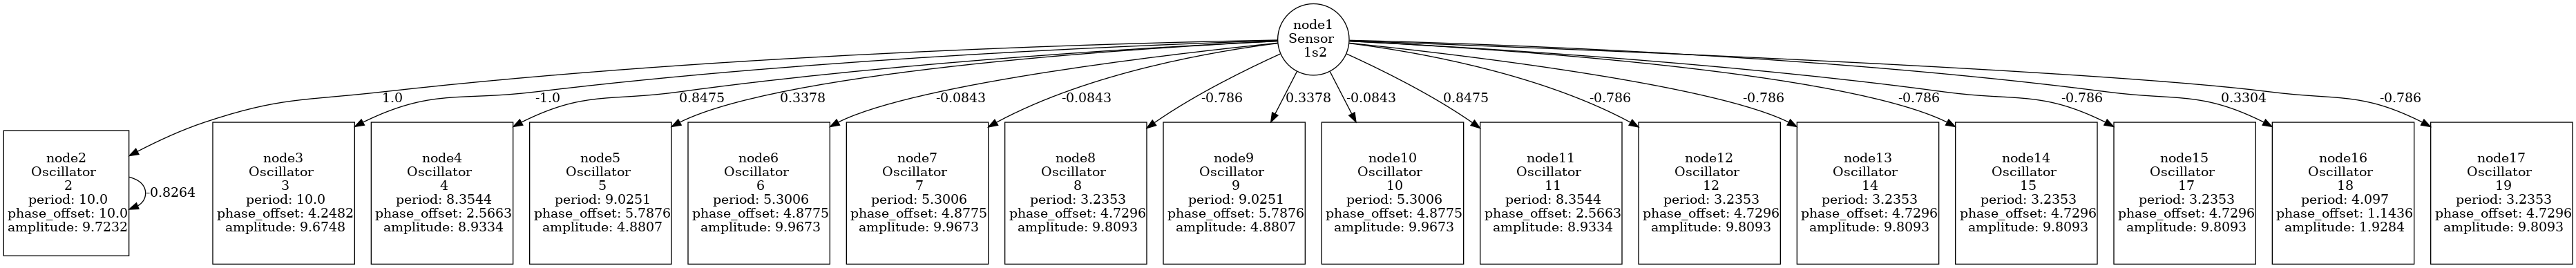 node1
Sensor
1s2
1.0
-1.0
0.8475
0.3378
-0.0843
-0.0843
-0.786
0.3378
-0.0843
0.8475
-0.786
-0.786
-0.786
-0.786
0.3304
-0.786
node2
Oscillator
2
period: 10.0
phase_offset: 10.0
amplitude: 9.7232
-0.8264
node3
Oscillator
3
period: 10.0
phase_offset: 4.2482
amplitude: 9.6748
node4
Oscillator
4
period: 8.3544
phase_offset: 2.5663
amplitude: 8.9334
node5
Oscillator
5
period: 9.0251
phase_offset: 5.7876
amplitude: 4.8807
node6
Oscillator
6
period: 5.3006
phase_offset: 4.8775
amplitude: 9.9673
node7
Oscillator
7
period: 5.3006
phase_offset: 4.8775
amplitude: 9.9673
node8
Oscillator
8
period: 3.2353
phase_offset: 4.7296
amplitude: 9.8093
node9
Oscillator
9
period: 9.0251
phase_offset: 5.7876
amplitude: 4.8807
node10
Oscillator
10
period: 5.3006
phase_offset: 4.8775
amplitude: 9.9673
node11
Oscillator
11
period: 8.3544
phase_offset: 2.5663
amplitude: 8.9334
node12
Oscillator
12
period: 3.2353
phase_offset: 4.7296
amplitude: 9.8093
node13
Oscillator
14
period: 3.2353
phase_offset: 4.7296
amplitude: 9.8093
node14
Oscillator
15
period: 3.2353
phase_offset: 4.7296
amplitude: 9.8093
node15
Oscillator
17
period: 3.2353
phase_offset: 4.7296
amplitude: 9.8093
node16
Oscillator
18
period: 4.097
phase_offset: 1.1436
amplitude: 1.9284
node17
Oscillator
19
period: 3.2353
phase_offset: 4.7296
amplitude: 9.8093